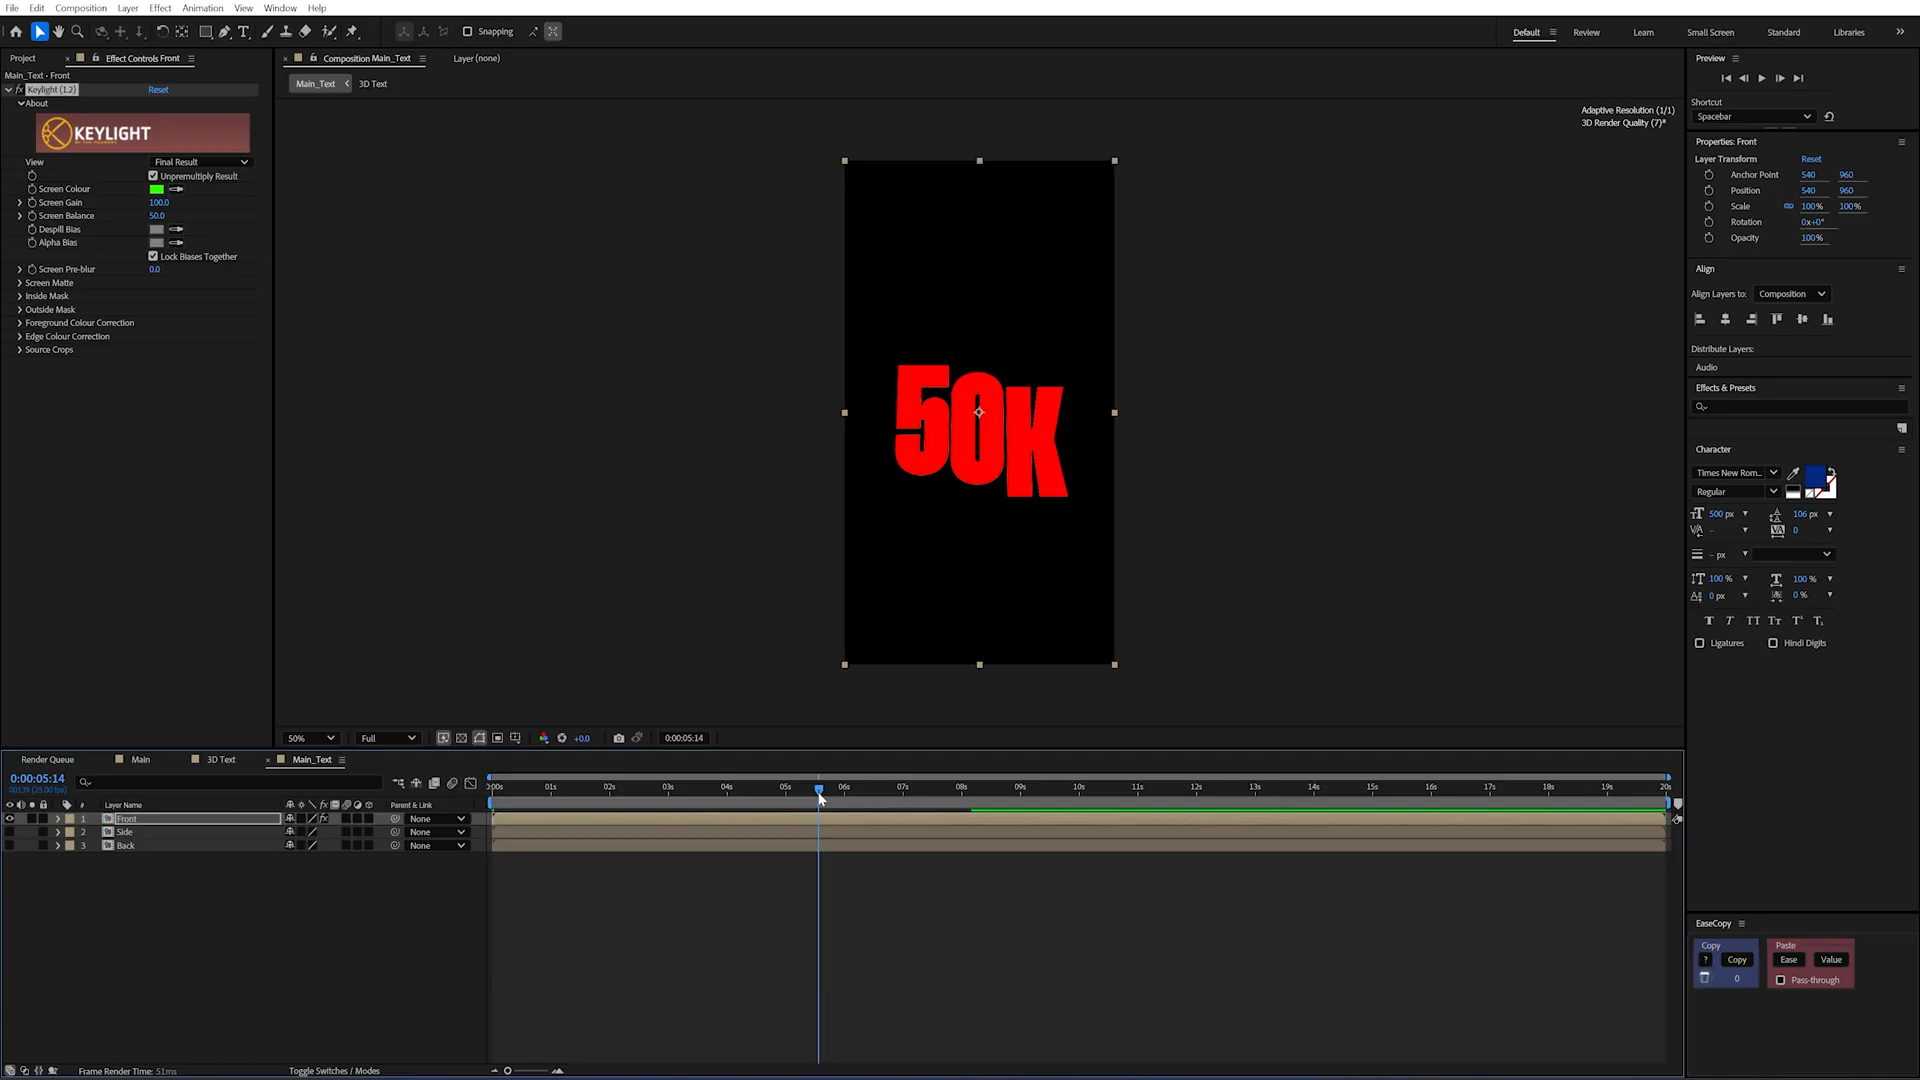 File Edit Composition Layer Effect Animation View Window Help
Snapping
Default Review Learn Small Screen Standard Libraries
Project Effect Controls Front
Main_Text · Front
fx Keylight (1.2) Reset
About
KEYLIGHT
View Final Result
Unpremultiply Result
Screen Colour
Screen Gain 100.0
Screen Balance 50.0
Despill Bias
Alpha Bias
Lock Biases Together
Screen Pre-blur 0.0
Screen Matte
Inside Mask
Outside Mask
Foreground Colour Correction
Edge Colour Correction
Source Crops
Composition Main_Text Layer (none)
Main_Text 3D Text
Adaptive Resolution (1/1)
3D Render Quality (7)*
50K
50% Full +0.0 0:00:05:14
Preview
Shortcut
Spacebar
Properties: Front
Layer Transform Reset
Anchor Point 540 960
Position 540 960
Scale 100% 100%
Rotation 0x+0°
Opacity 100%
Align
Align Layers to: Composition
Distribute Layers:
Audio
Effects & Presets
Character
Times New Rom...
Regular
500 px 106 px
0
- px
100 % 100 %
0 px 0 %
Ligatures Hindi Digits
EaseCopy
Copy Paste
? Copy Ease Value
0 Pass-through
Render Queue Main 3D Text Main_Text
0:00:05:14
00139 (25.00 fps)
# Layer Name Parent & Link
1 Front None
2 Side None
3 Back None
0:00s 01s 02s 03s 04s 05s 06s 07s 08s 09s 10s 11s 12s 13s 14s 15s 16s 17s 18s 19s 20s
Frame Render Time: 51ms Toggle Switches / Modes